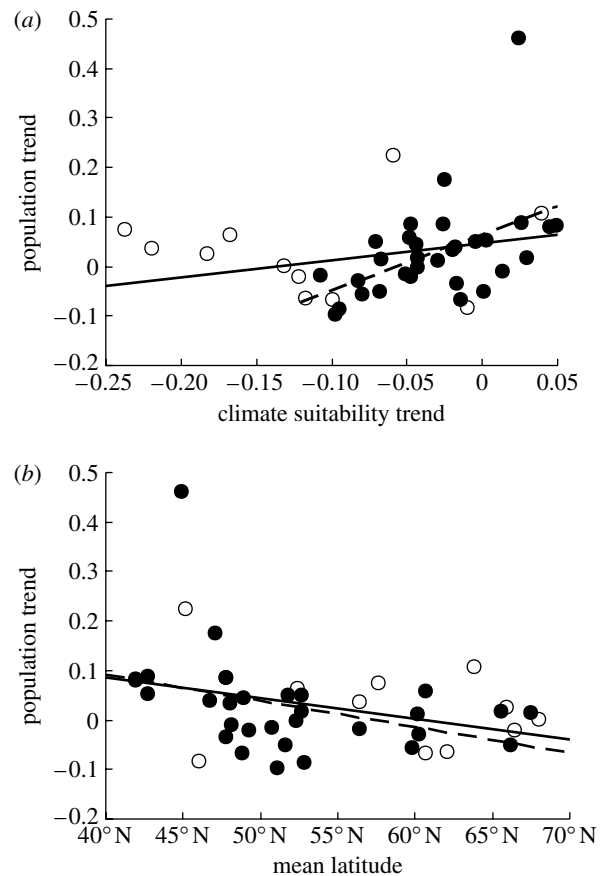 (a)
0.5
0.4
0.3
0.2
0.1
0
−0.1
−0.2
population trend
−0.25 −0.20 −0.15 −0.10 −0.05 0 0.05
climate suitability trend
(b)
0.5
0.4
0.3
0.2
0.1
0
−0.1
−0.2
population trend
40° N 45° N 50° N 55° N 60° N 65° N 70° N
mean latitude